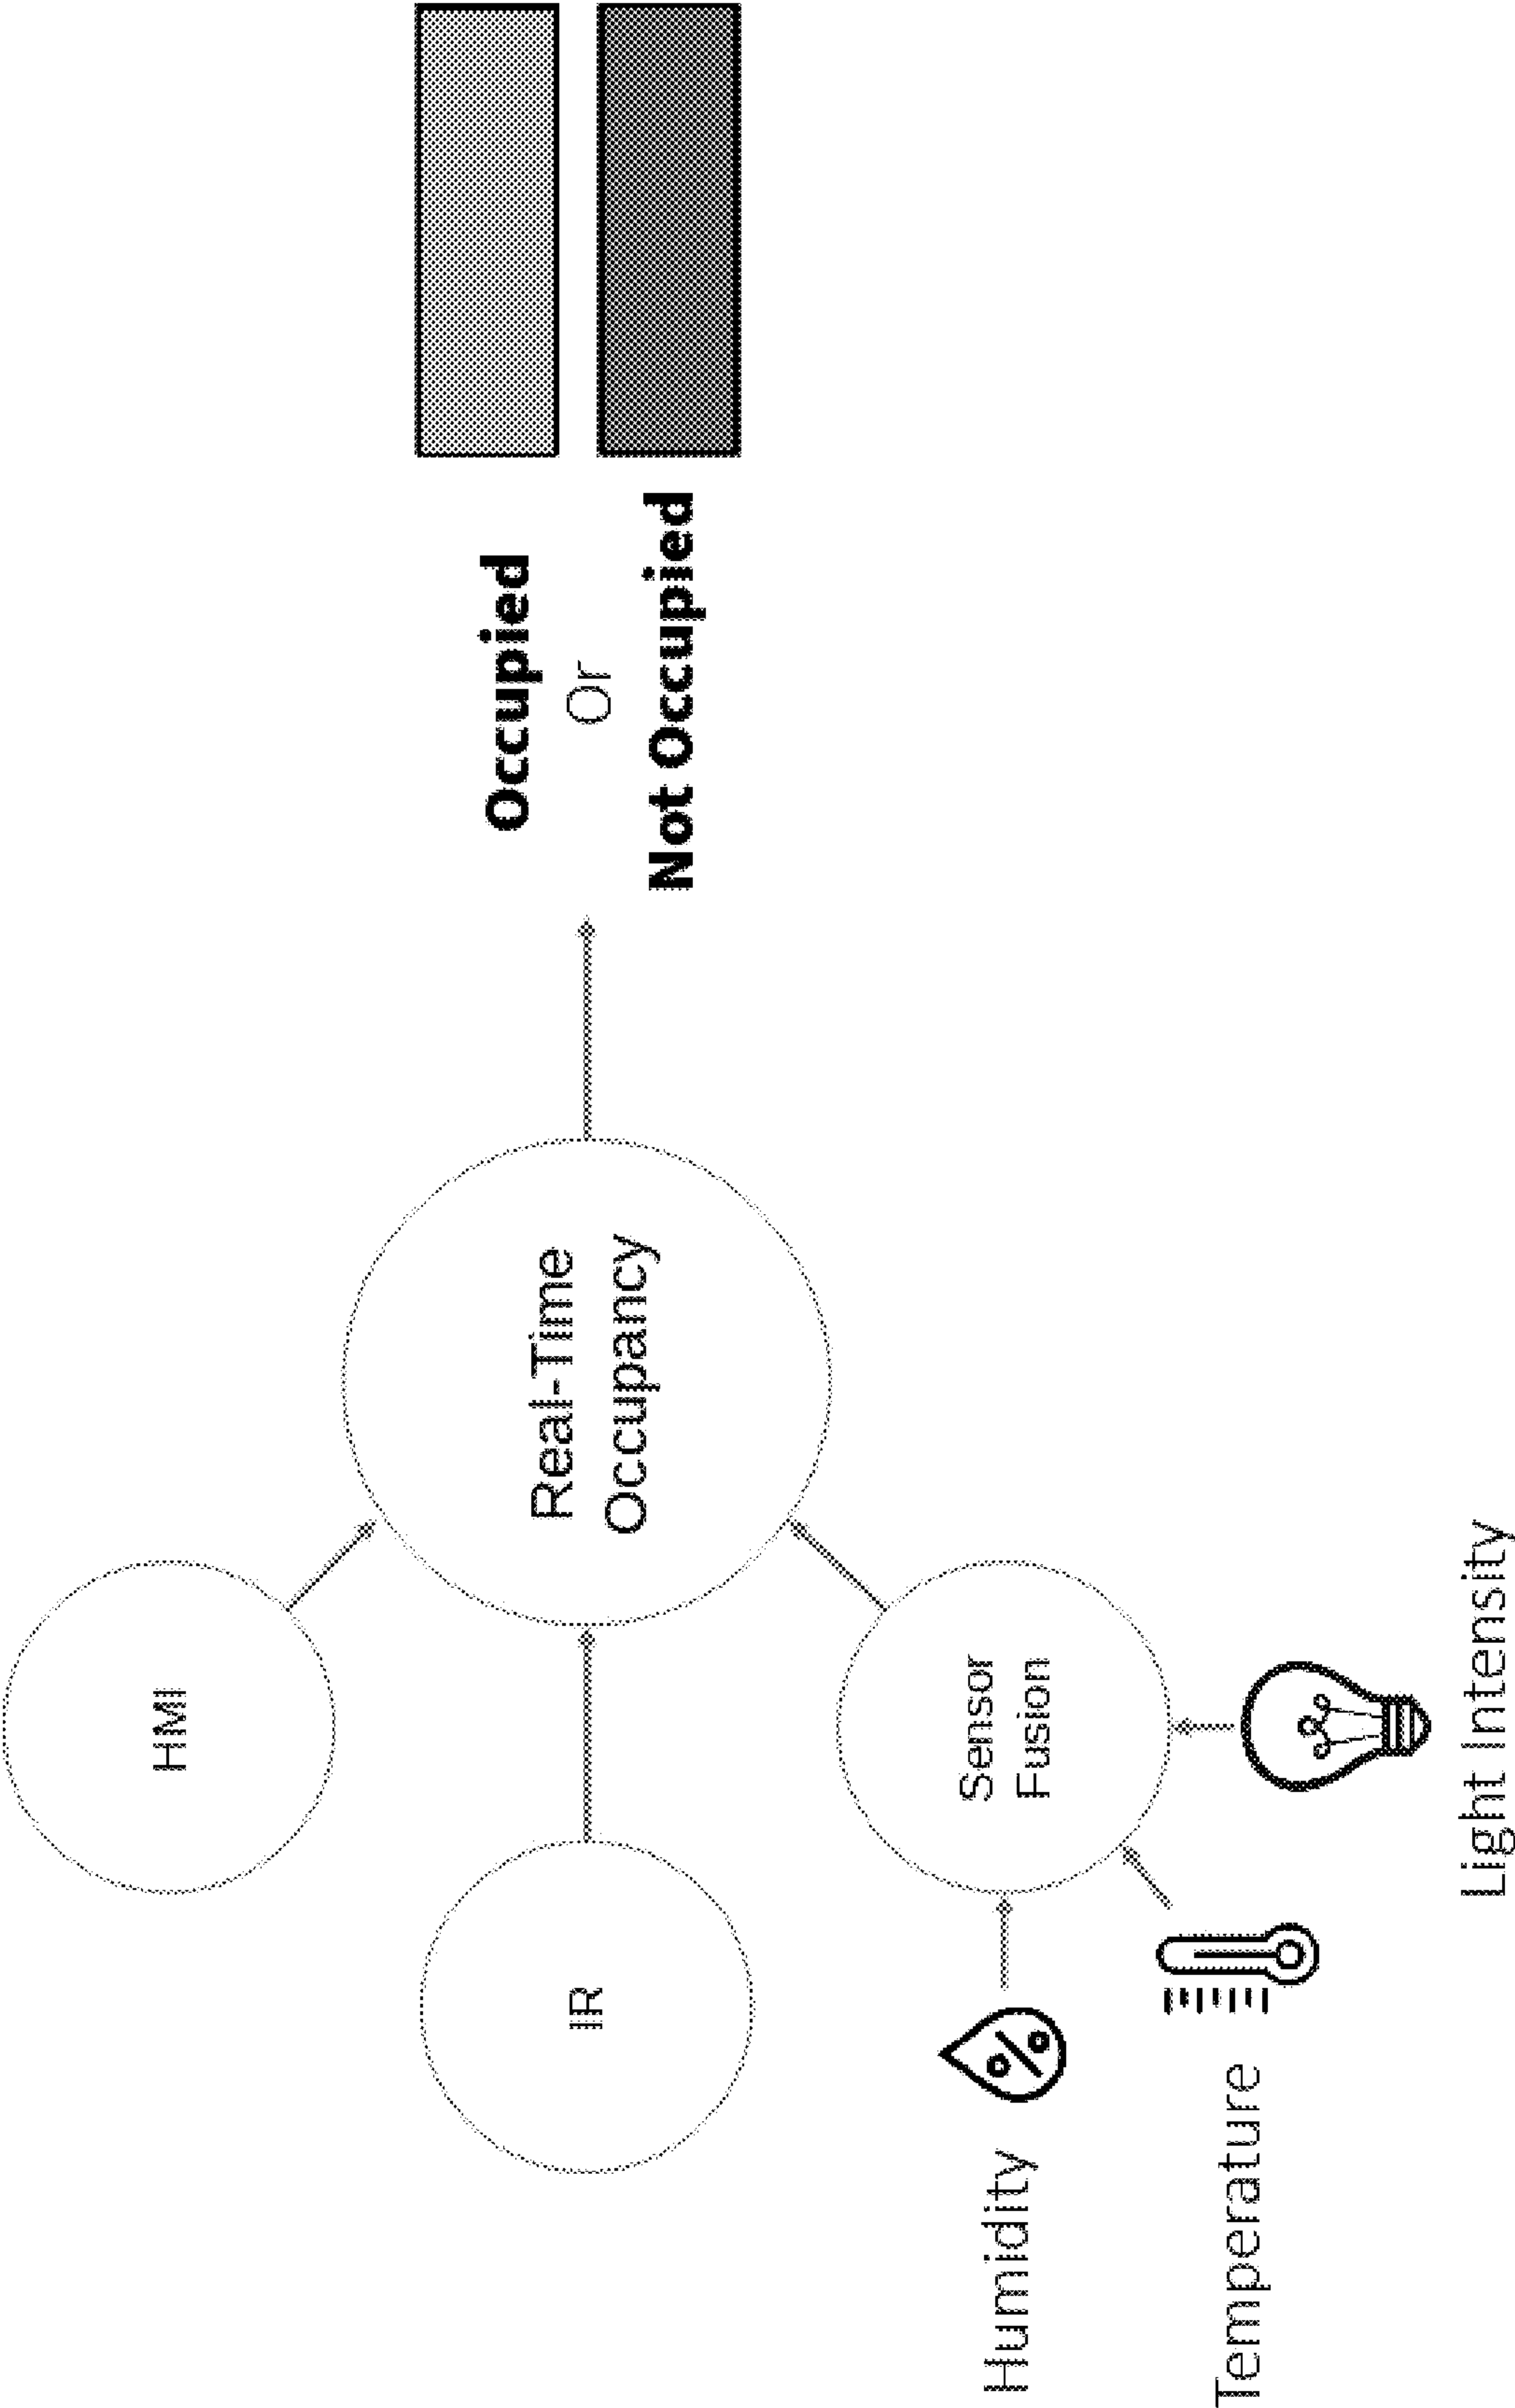 HMI
IR
Sensor
Fusion
Humidity
Temperature
Light Intensity
Real-Time
Occupancy
Occupied
Or
Not Occupied